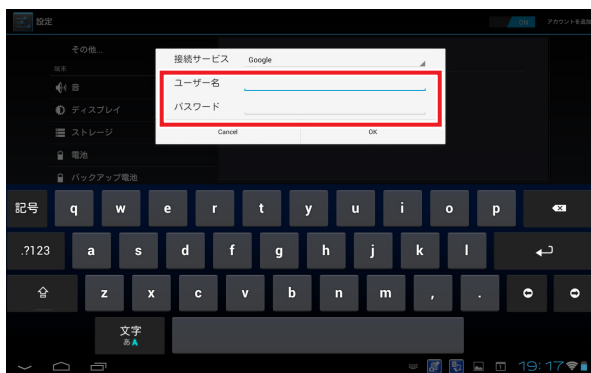 設定
ON
アカウントを追加
その他...
端末
音
ディスプレイ
ストレージ
電池
バックアップ電池
接続サービス Google
ユーザー名
パスワード
Cancel OK
記号 q w e r t y u i o p
.?123 a s d f g h j k l
z x c v b n m , .
文字
あA
19:17